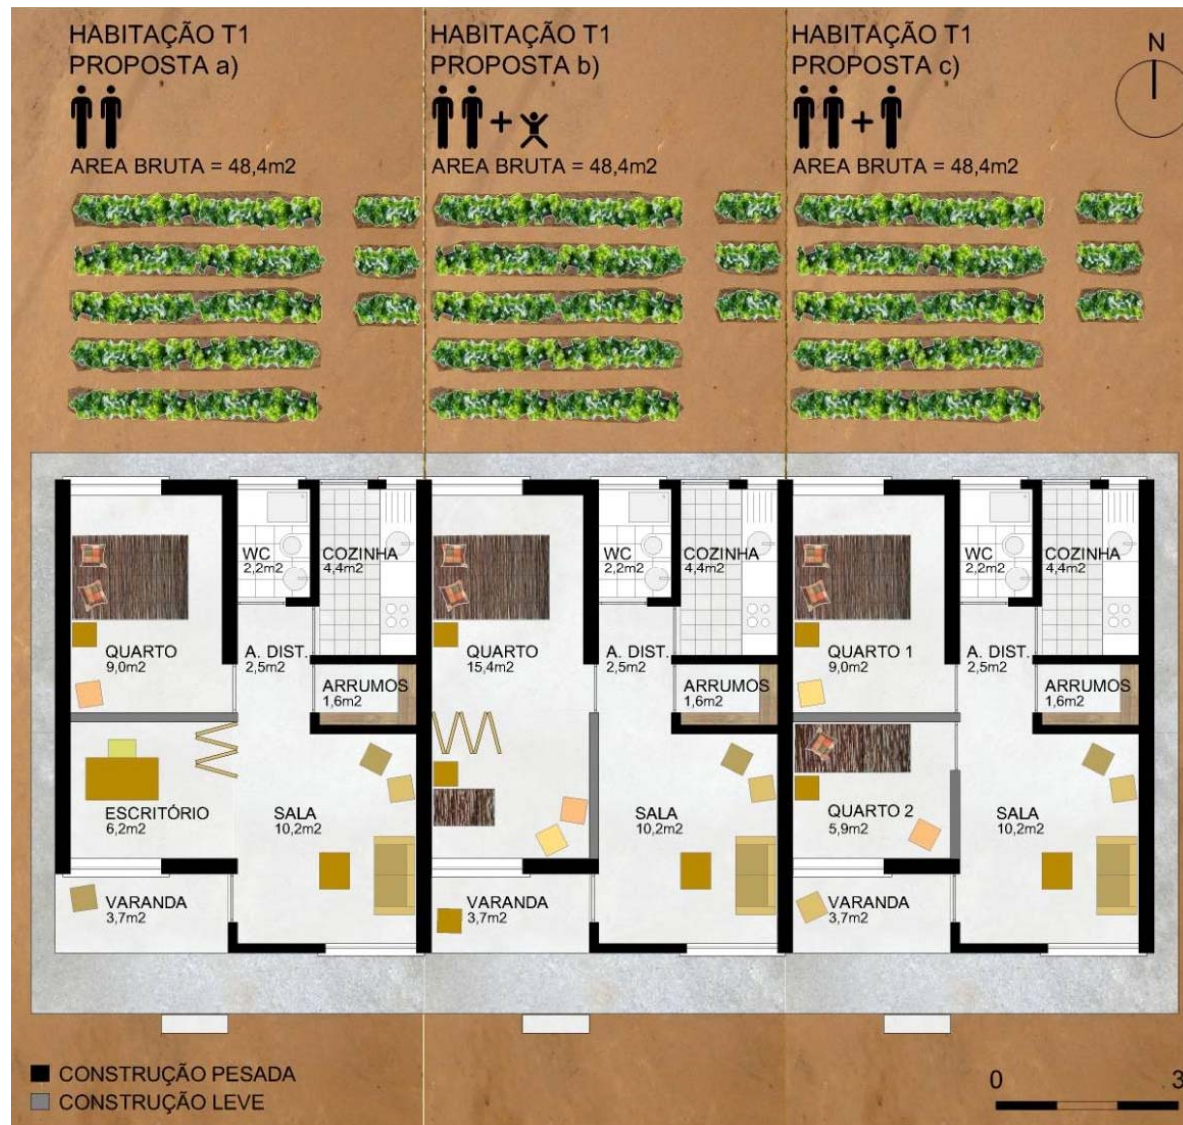 HABITAÇÃO T1
PROPOSTA a)
+
AREA BRUTA = 48,4m2
HABITAÇÃO T1
PROPOSTA b)
+
AREA BRUTA = 48,4m2
HABITAÇÃO T1
PROPOSTA c)
AREA BRUTA = 48,4m2
N
WC
2,2m2
COZINHA
4,4m2
QUARTO
9,0m2
A. DIST.
2,5m2
ARRUMOS
1,6m2
ESCRITÓRIO
6,2m2
SALA
10,2m2
VARANDA
3,7m2
WC
2,2m2
COZINHA
4,4m2
QUARTO
15,4m2
A. DIST.
2,5m2
ARRUMOS
1,6m2
SALA
10,2m2
VARANDA
3,7m2
WC
2,2m2
COZINHA
4,4m2
QUARTO 1
9,0m2
A. DIST.
2,5m2
ARRUMOS
1,6m2
QUARTO 2
5,9m2
SALA
10,2m2
VARANDA
3,7m2
CONSTRUÇÃO PESADA
CONSTRUÇÃO LEVE
0 3